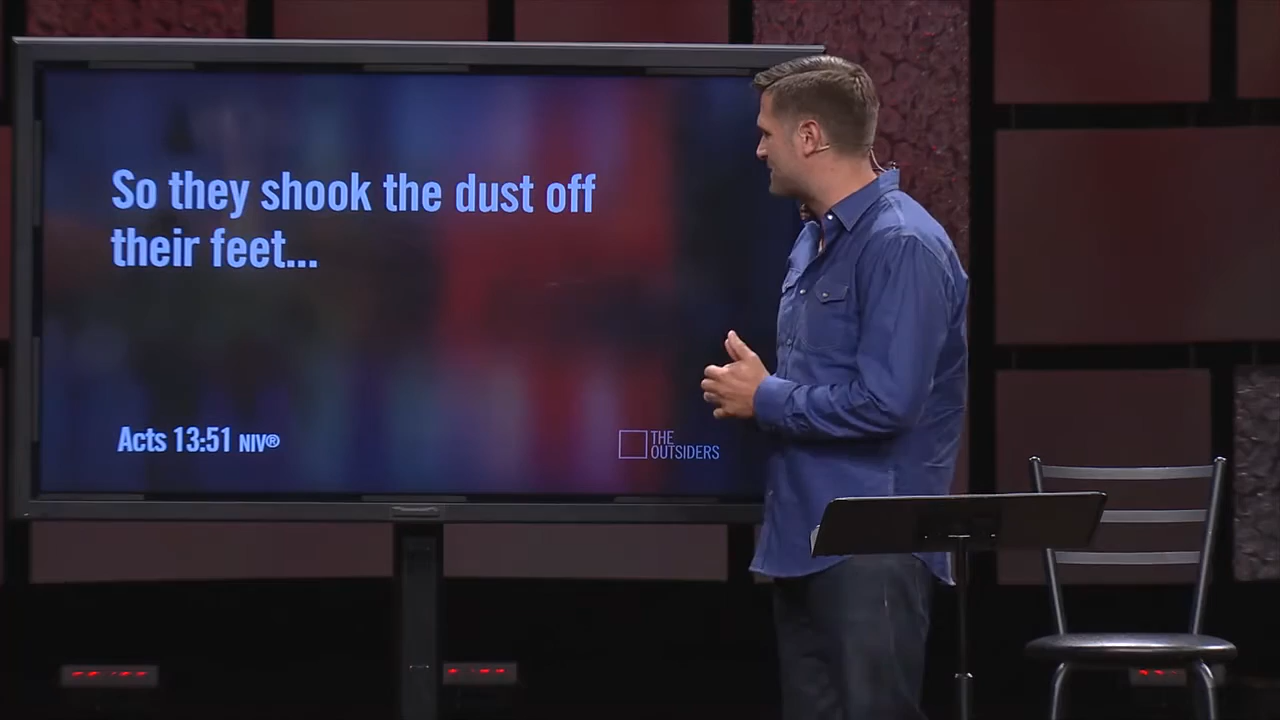 So they shook the dust off
their feet...
Acts 13:51 NIV®
THE
OUTSIDERS